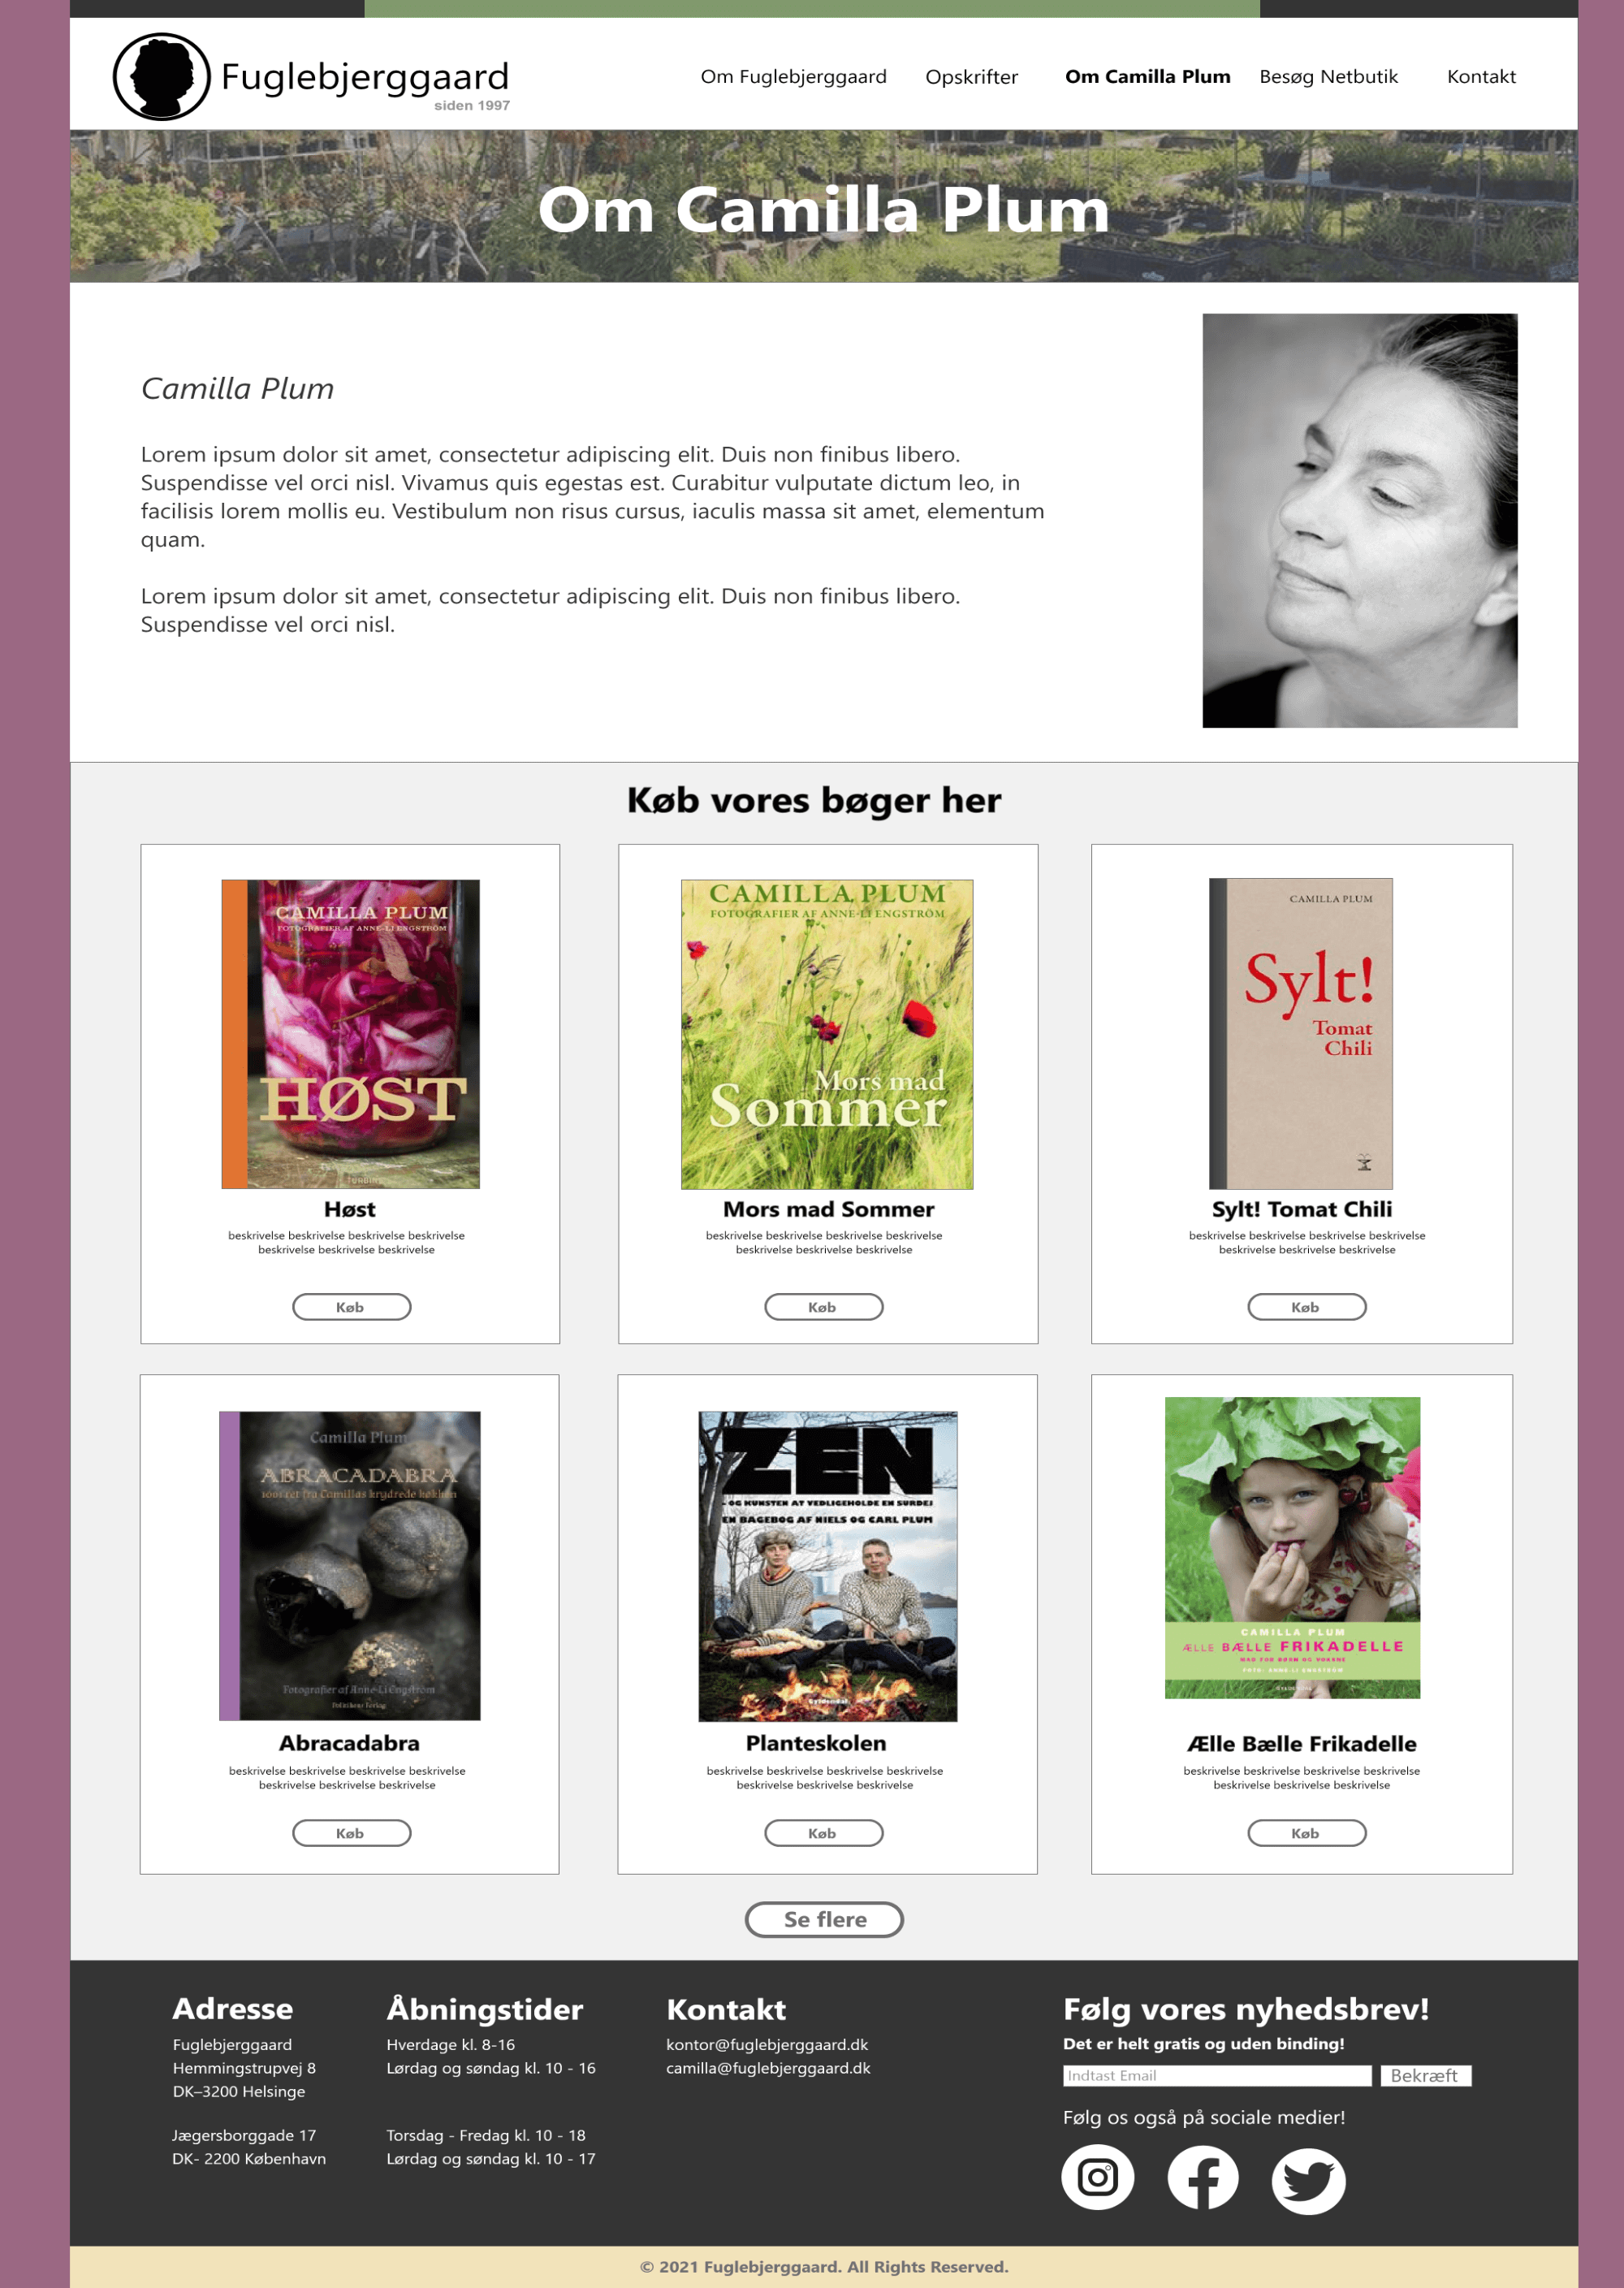 Fuglebjerggaard
siden 1997
Om Fuglebjerggaard
Opskrifter
Om Camilla Plum
Besøg Netbutik
Kontakt
Om Camilla Plum
Camilla Plum
Lorem ipsum dolor sit amet, consectetur adipiscing elit. Duis non finibus libero.
Suspendisse vel orci nisl. Vivamus quis egestas est. Curabitur vulputate dictum leo, in
facilisis lorem mollis eu. Vestibulum non risus cursus, iaculis massa sit amet, elementum
quam.
Lorem ipsum dolor sit amet, consectetur adipiscing elit. Duis non finibus libero.
Suspendisse vel orci nisl.
Køb vores bøger her
CAMILLA PLUM
FOTOGRAFIER AF ANNE-LI ENGSTRÖM
HØST
TURBINE
Høst
beskrivelse beskrivelse beskrivelse beskrivelse
beskrivelse beskrivelse beskrivelse
Køb
CAMILLA PLUM
FOTOGRAFIER AF ANNE-LI ENGSTRÖM
Mors mad
Sommer
Mors mad Sommer
beskrivelse beskrivelse beskrivelse beskrivelse
beskrivelse beskrivelse beskrivelse
Køb
CAMILLA PLUM
Sylt!
Tomat
Chili
Sylt! Tomat Chili
beskrivelse beskrivelse beskrivelse beskrivelse
beskrivelse beskrivelse beskrivelse
Køb
Camilla Plum
ABRACADABRA
1001 ret fra Camillas krydrede køkken
Fotografier af Anne-Li Engström
Politikens Forlag
Abracadabra
beskrivelse beskrivelse beskrivelse beskrivelse
beskrivelse beskrivelse beskrivelse
Køb
ZEN
- OG KUNSTEN AT VEDLIGEHOLDE EN SURDEJ
EN BAGEBOG AF NIELS OG CARL PLUM
Gyldendal
Planteskolen
beskrivelse beskrivelse beskrivelse beskrivelse
beskrivelse beskrivelse beskrivelse
Køb
CAMILLA PLUM
ÆLLE BÆLLE FRIKADELLE
MAD FOR BØRN OG VOKSNE
FOTO: ANNE-LI ENGSTRÖM
GYLDENDAL
Ælle Bælle Frikadelle
beskrivelse beskrivelse beskrivelse beskrivelse
beskrivelse beskrivelse beskrivelse
Køb
Se flere
Adresse
Fuglebjerggaard
Hemmingstrupvej 8
DK–3200 Helsinge
Jægersborggade 17
DK- 2200 København
Åbningstider
Hverdage kl. 8-16
Lørdag og søndag kl. 10 - 16
Torsdag - Fredag kl. 10 - 18
Lørdag og søndag kl. 10 - 17
Kontakt
kontor@fuglebjerggaard.dk
camilla@fuglebjerggaard.dk
Følg vores nyhedsbrev!
Det er helt gratis og uden binding!
Indtast Email
Bekræft
Følg os også på sociale medier!
© 2021 Fuglebjerggaard. All Rights Reserved.